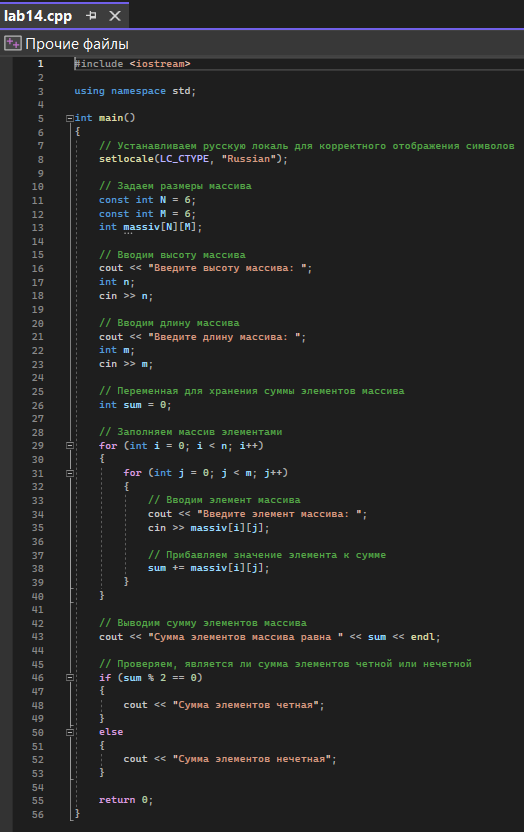 lab14.cpp
Прочие файлы
1 #include <iostream>
2
3 using namespace std;
4
5 int main()
6 {
7 // Устанавливаем русскую локаль для корректного отображения символов
8 setlocale(LC_CTYPE, "Russian");
9
10 // Задаем размеры массива
11 const int N = 6;
12 const int M = 6;
13 int massiv[N][M];
14
15 // Вводим высоту массива
16 cout << "Введите высоту массива: ";
17 int n;
18 cin >> n;
19
20 // Вводим длину массива
21 cout << "Введите длину массива: ";
22 int m;
23 cin >> m;
24
25 // Переменная для хранения суммы элементов массива
26 int sum = 0;
27
28 // Заполняем массив элементами
29 for (int i = 0; i < n; i++)
30 {
31 for (int j = 0; j < m; j++)
32 {
33 // Вводим элемент массива
34 cout << "Введите элемент массива: ";
35 cin >> massiv[i][j];
36
37 // Прибавляем значение элемента к сумме
38 sum += massiv[i][j];
39 }
40 }
41
42 // Выводим сумму элементов массива
43 cout << "Сумма элементов массива равна " << sum << endl;
44
45 // Проверяем, является ли сумма элементов четной или нечетной
46 if (sum % 2 == 0)
47 {
48 cout << "Сумма элементов четная";
49 }
50 else
51 {
52 cout << "Сумма элементов нечетная";
53 }
54
55 return 0;
56 }